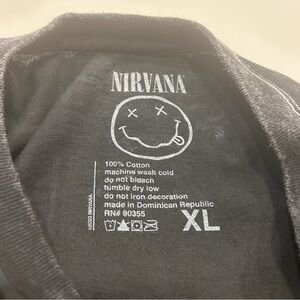 NIRVANA
100% Cotton
machine wash cold
do not bleach
tumble dry low
do not iron decoration
made in Dominican Republic
RN# 90355
XL